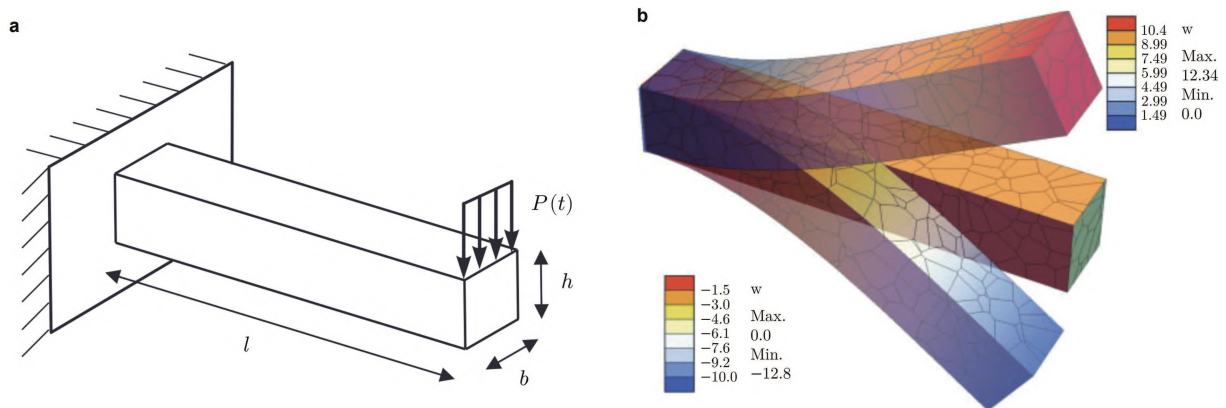 a
P(t)
h
l
b
b
10.4
8.99
7.49
5.99
4.49
2.99
1.49
w
Max.
12.34
Min.
0.0
−1.5
−3.0
−4.6
−6.1
−7.6
−9.2
−10.0
w
Max.
0.0
Min.
−12.8